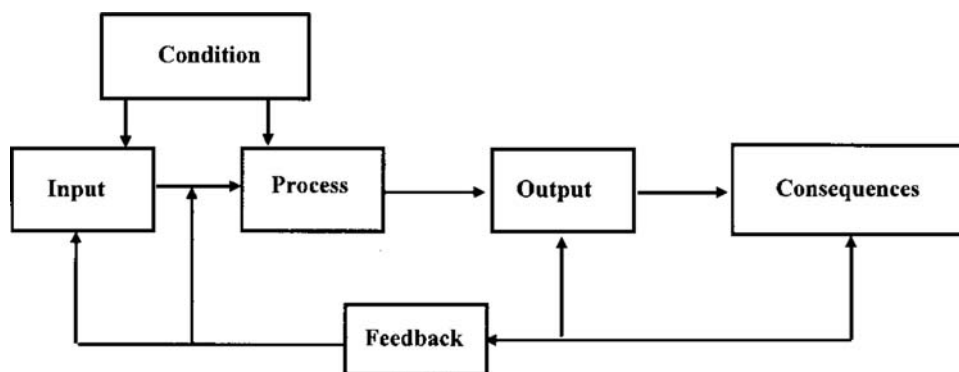 Condition
Input
Process
Output
Consequences
Feedback